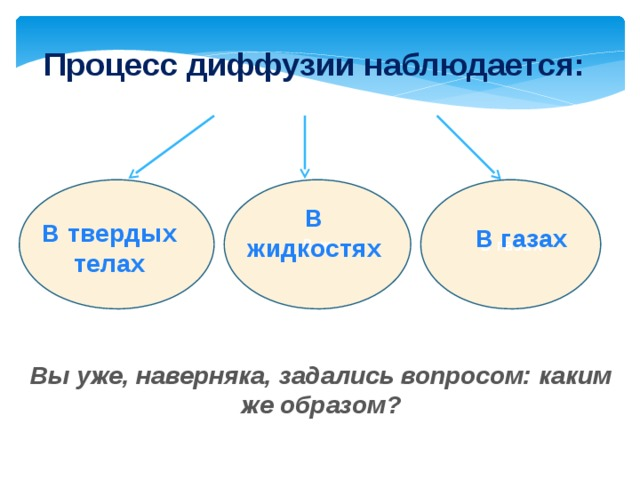 Процесс диффузии наблюдается:
В твердых
телах
В
жидкостях
В газах
Вы уже, наверняка, задались вопросом: каким
же образом?